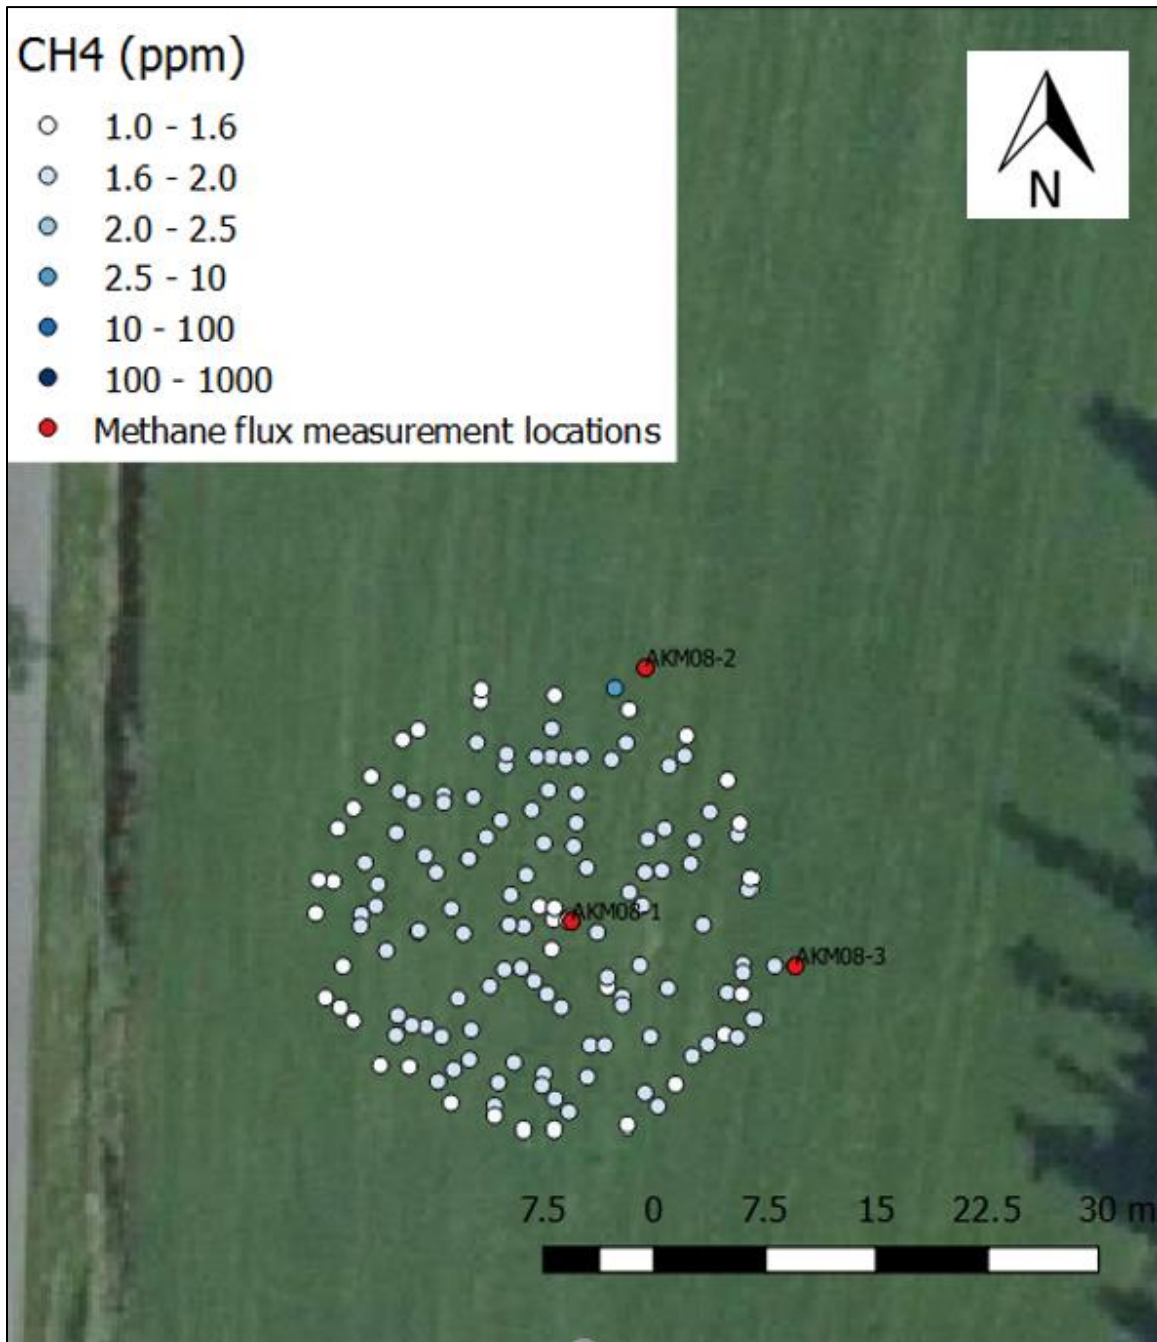 CH4 (ppm)
1.0 - 1.6
1.6 - 2.0
2.0 - 2.5
2.5 - 10
10 - 100
100 - 1000
Methane flux measurement locations
N
AKM08-2
AKM08-1
AKM08-3
7.5 0 7.5 15 22.5 30 m